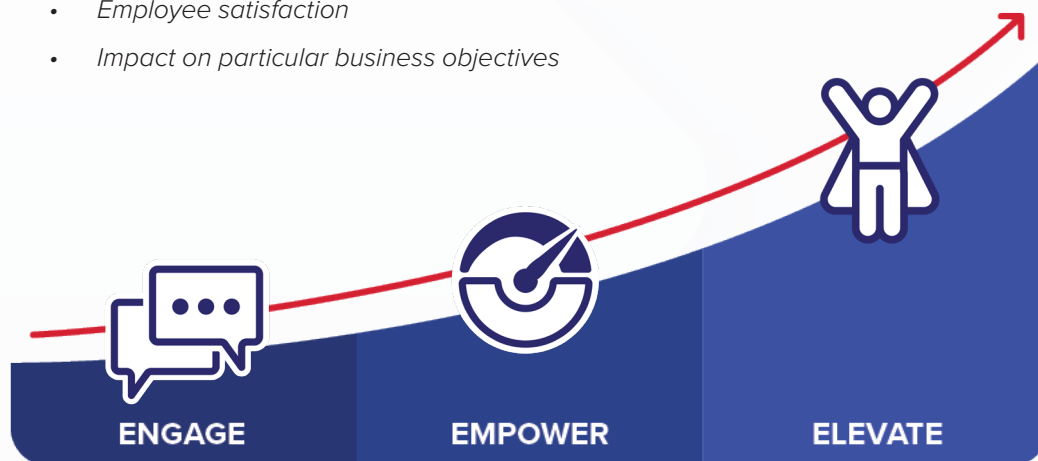 • Employee satisfaction
• Impact on particular business objectives
ENGAGE
EMPOWER
ELEVATE